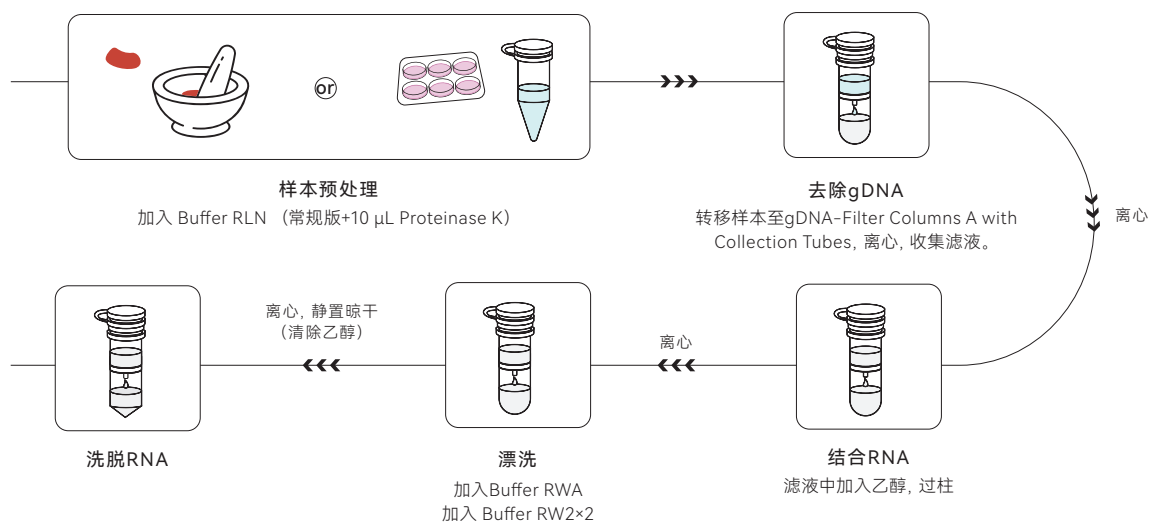 or
样本预处理
加入 Buffer RLN （常规版+10 μL Proteinase K）
去除gDNA
转移样本至gDNA-Filter Columns A with
Collection Tubes, 离心, 收集滤液。
离心
结合RNA
滤液中加入乙醇, 过柱
离心
漂洗
加入Buffer RWA
加入 Buffer RW2×2
离心, 静置晾干
（清除乙醇）
洗脱RNA